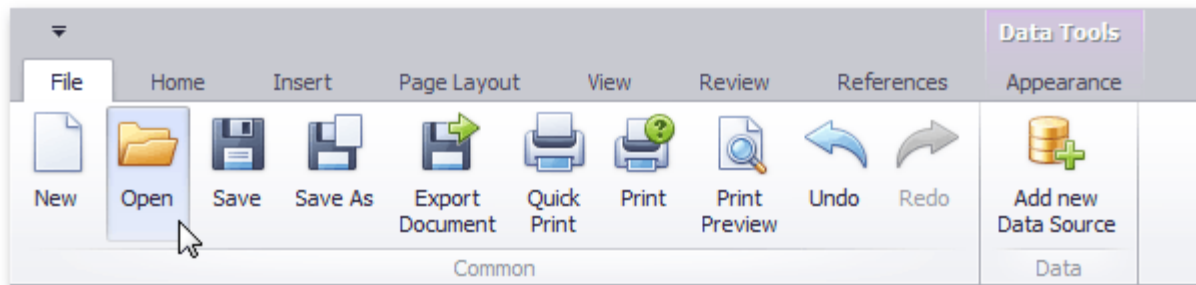 Data Tools
File Home Insert Page Layout View Review References Appearance
New Open Save Save As Export Document Quick Print Print Print Preview Undo Redo Add new Data Source
Common Data